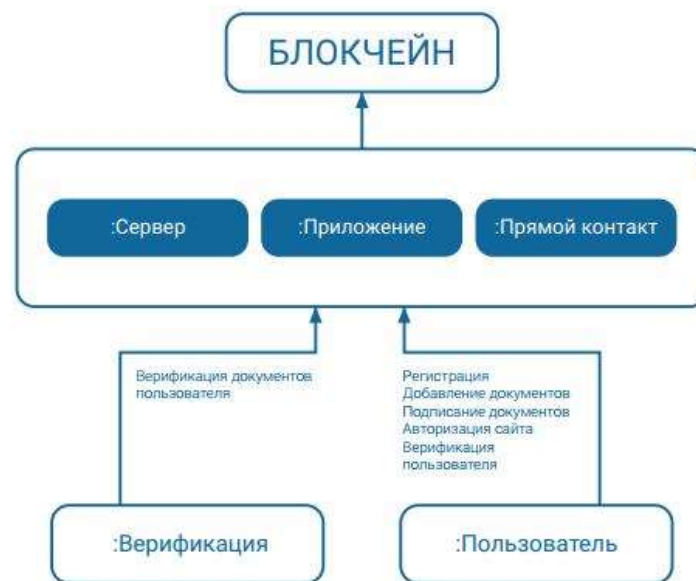 БЛОКЧЕЙН
:Сервер
:Приложение
:Прямой контакт
Верификация документов
пользователя
Регистрация
Добавление документов
Подписание документов
Авторизация сайта
Верификация
пользователя
:Верификация
:Пользователь